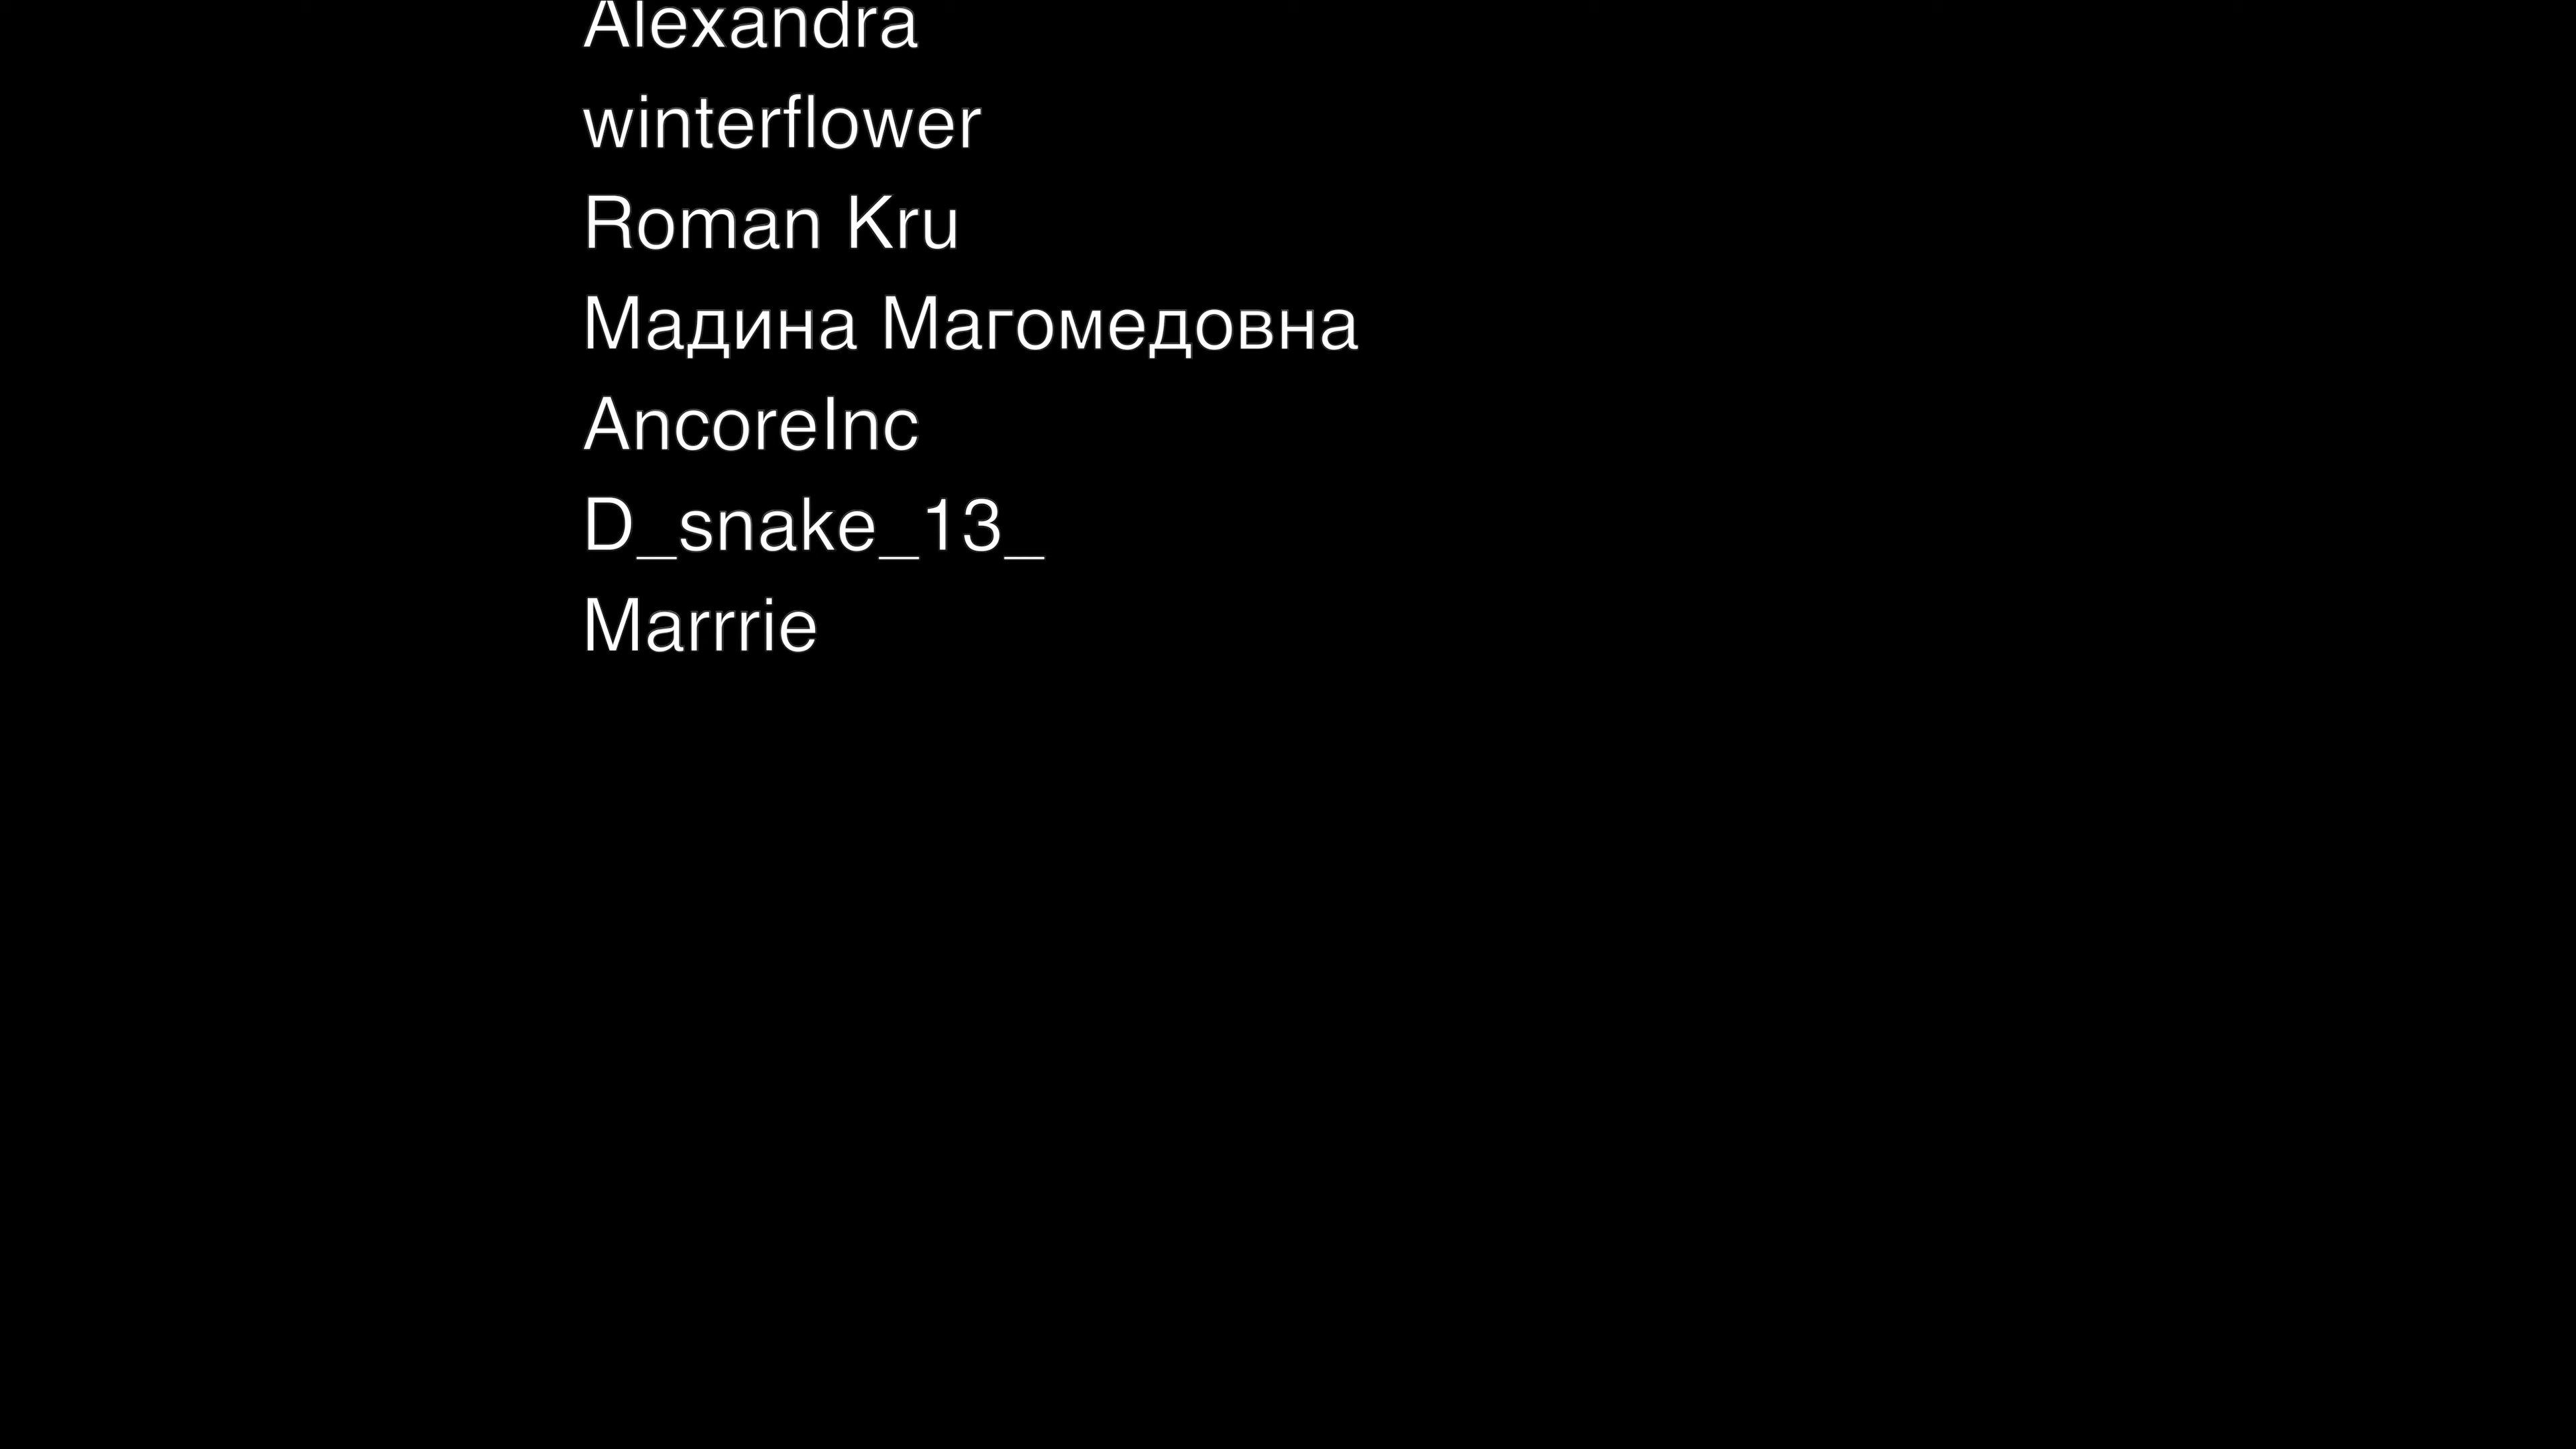 Alexandra
winterflower
Roman Kru
Мадина Магомедовна
AncoreInc
D_snake_13_
Marrrie